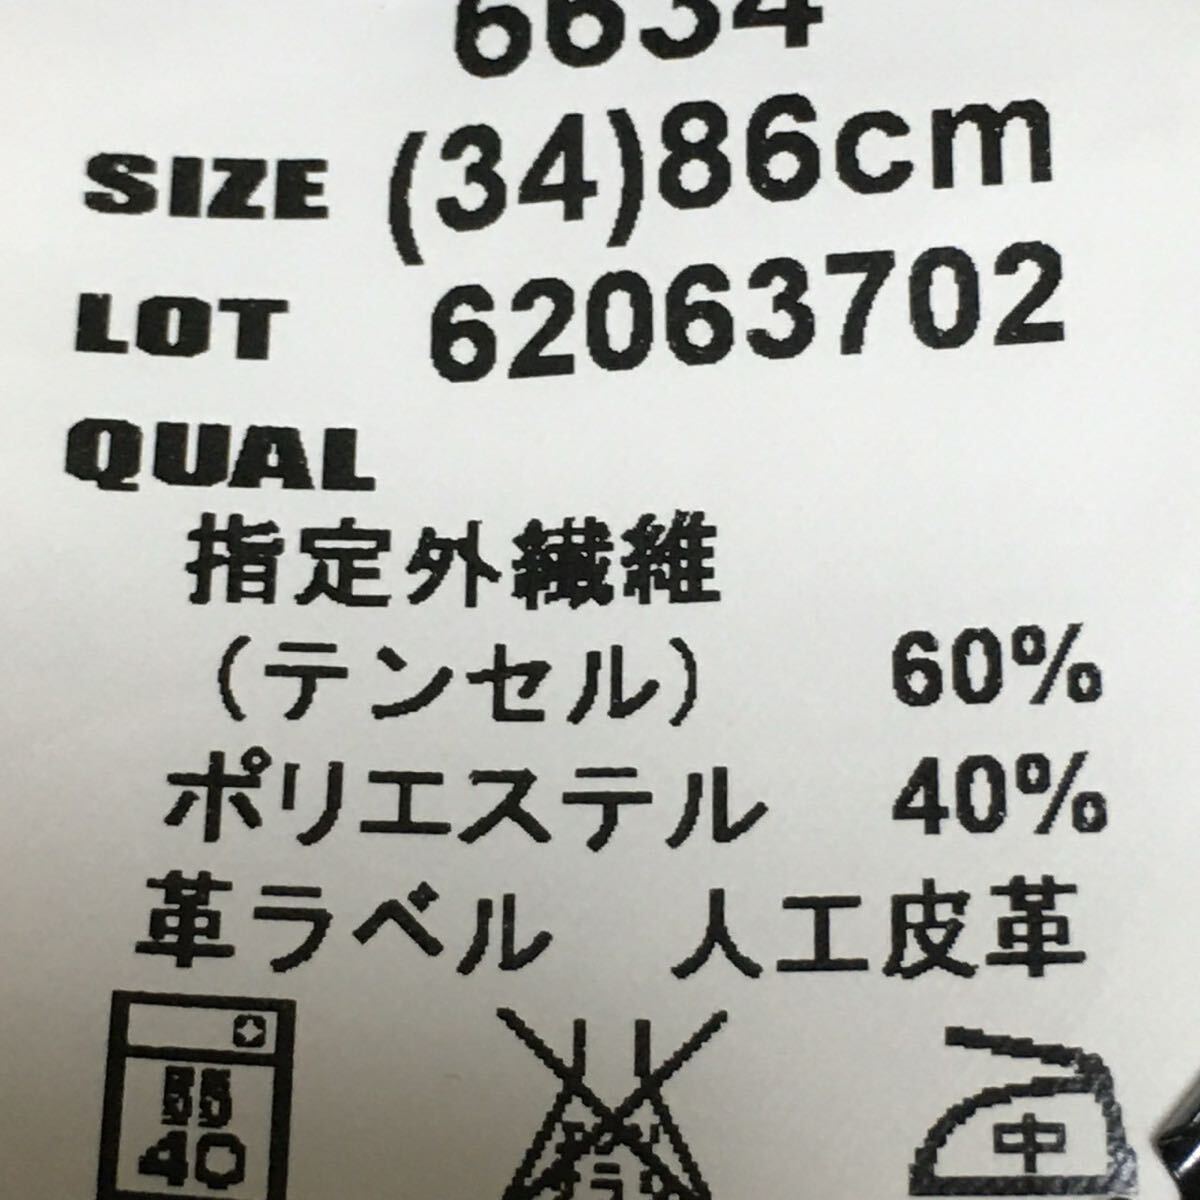 6634
SIZE (34)86cm
LOT 62063702
QUAL
指定外繊維
(テンセル) 60%
ポリエステル 40%
革ラベル 人工皮革
40
中